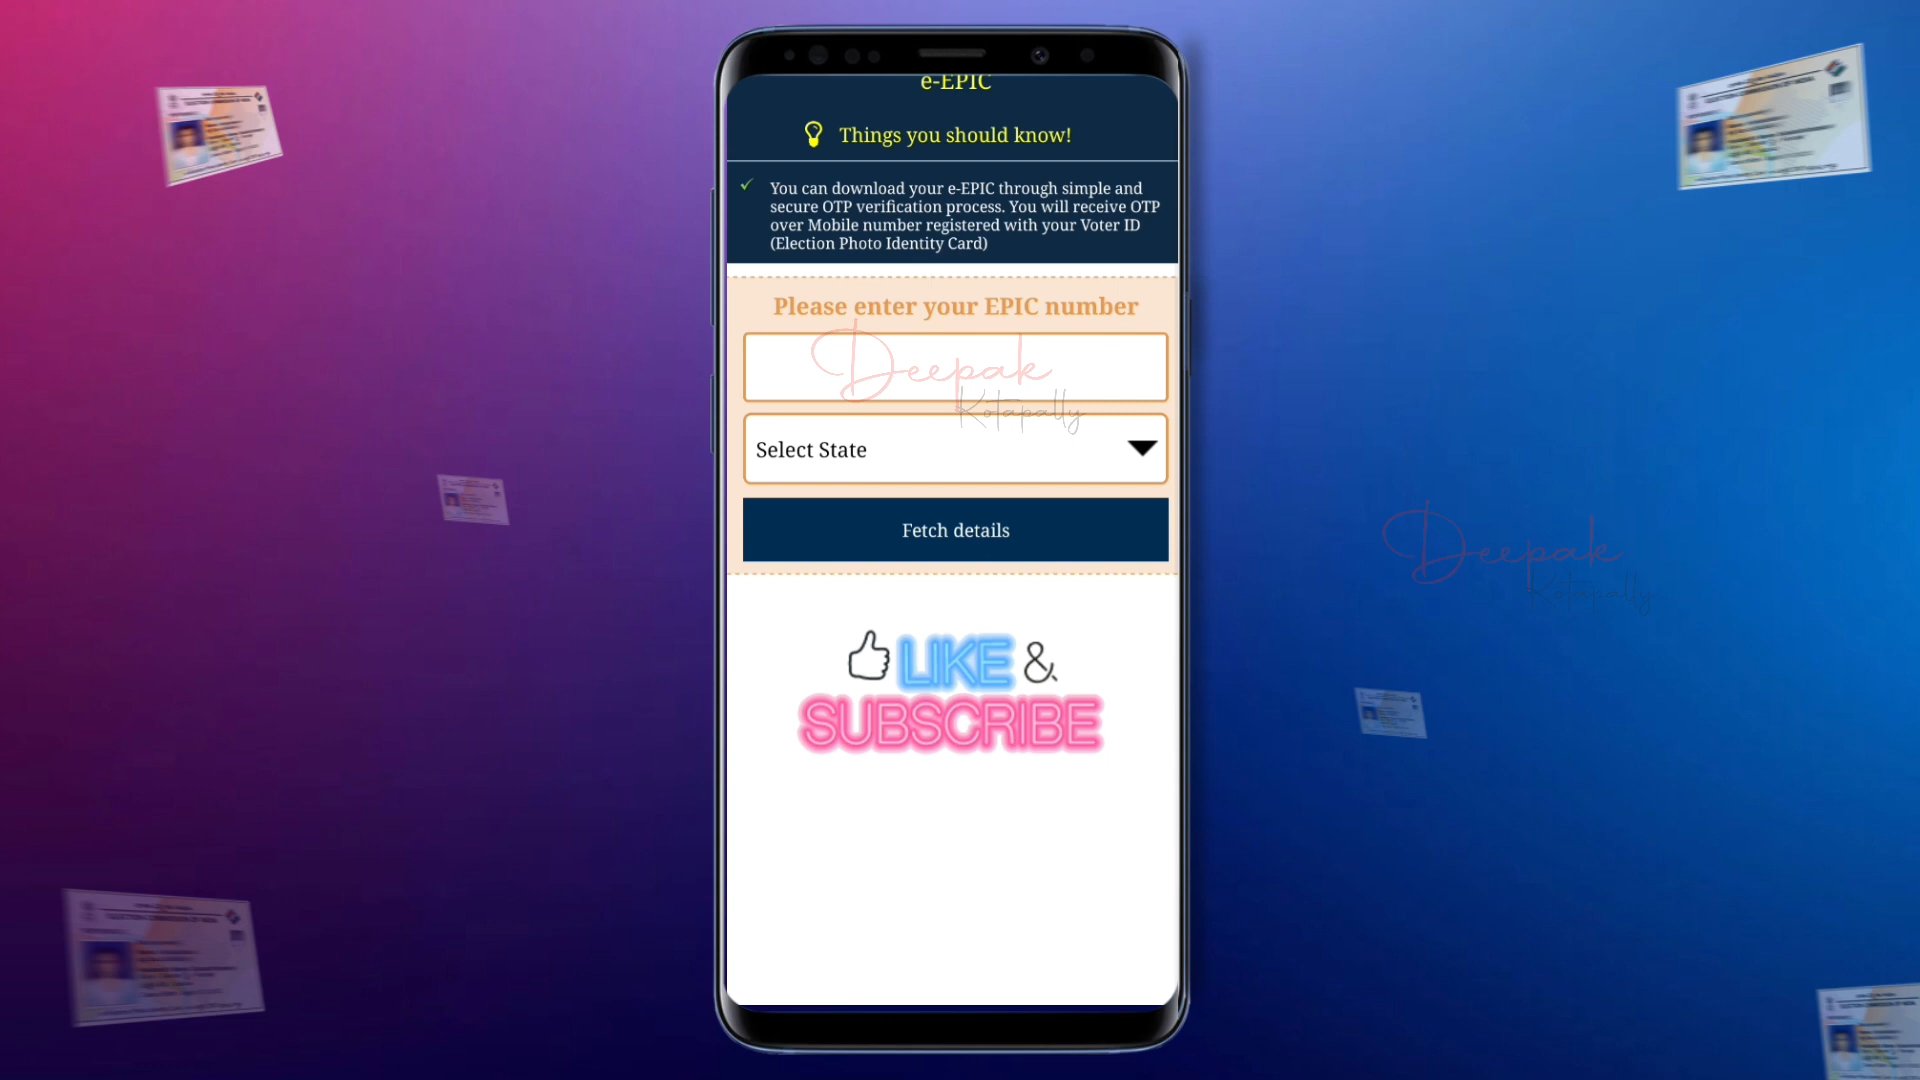 e-EPIC
Things you should know!
You can download your e-EPIC through simple and
secure OTP verification process. You will receive OTP
over Mobile number registered with your Voter ID
(Election Photo Identity Card)
Please enter your EPIC number
Deepak
Kotapally
Select State
Fetch details
LIKE &
SUBSCRIBE
Deepak
Kotapally